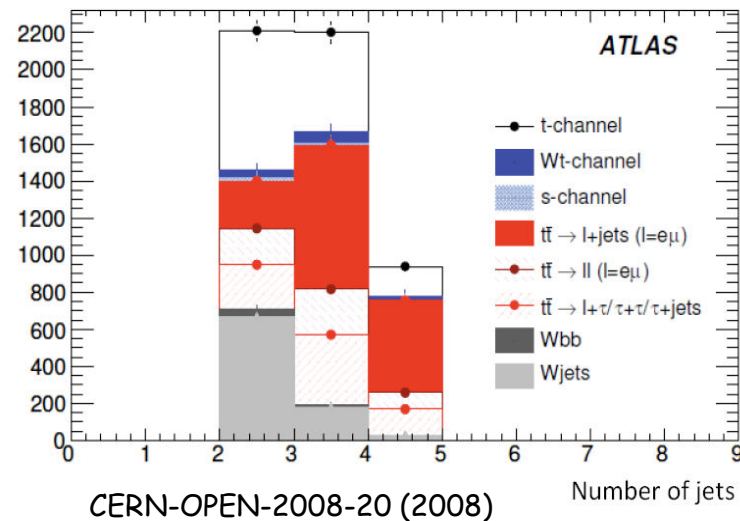 2200
2000
1800
1600
1400
1200
1000
800
600
400
200
0
ATLAS
t-channel
Wt-channel
s-channel
tt̄ → l+jets (l=eμ)
tt̄ → ll (l=eμ)
tt̄ → l+τ/τ+τ/τ+jets
Wbb
Wjets
0 1 2 3 4 5 6 7 8 9
Number of jets
CERN-OPEN-2008-20 (2008)